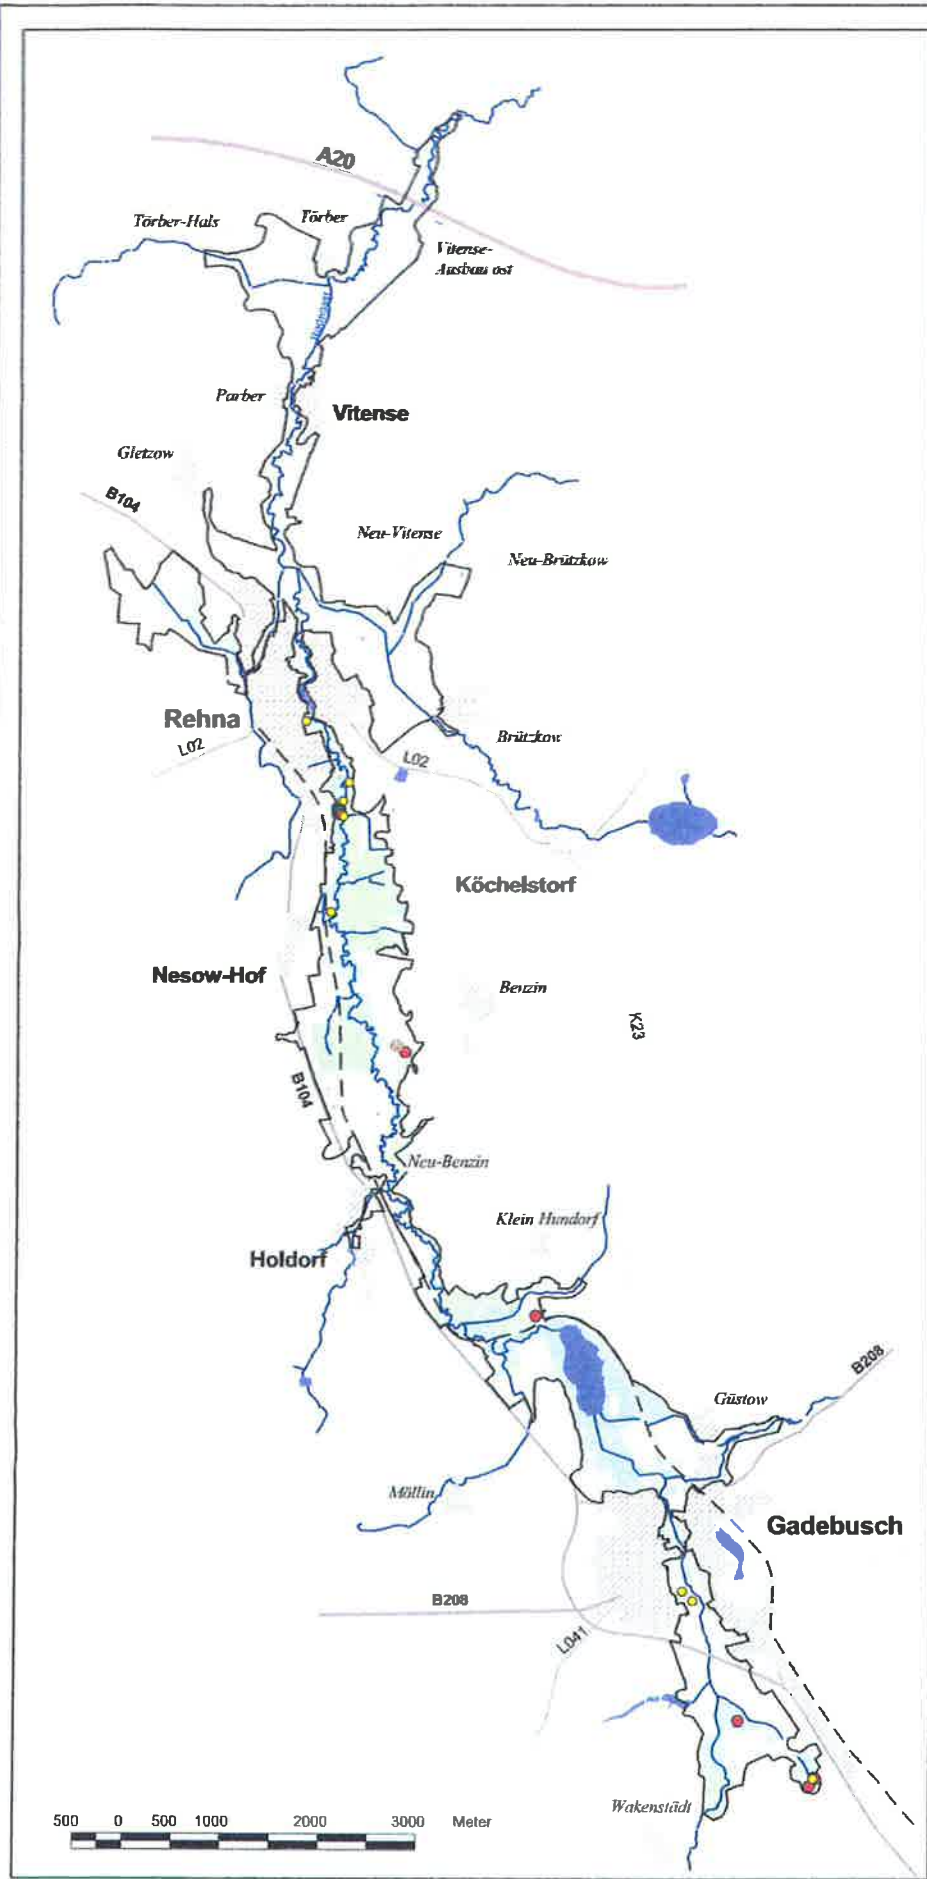 A20
Törber-Hals
Törber
Vitense-
Ausbau ost
Radegast
Parber
Vitense
Gletzow
B104
Neu-Vitense
Neu-Brützkow
Rehna
L02
Brützkow
L02
Köchelstorf
Nesow-Hof
Benzin
K23
B104
Neu-Benzin
Klein Hundorf
Holdorf
B208
Güstow
Möllin
Gadebusch
B208
L041
Wakenstädt
500 0 500 1000 2000 3000 Meter